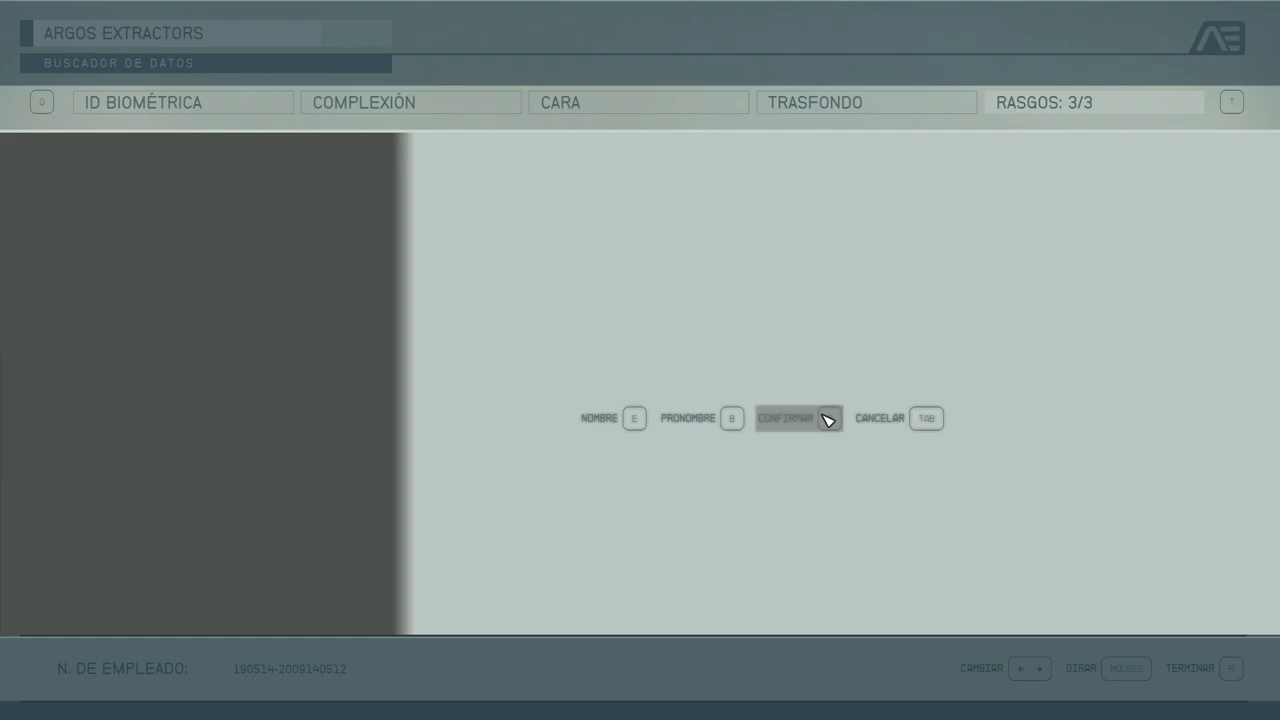 ARGOS EXTRACTORS
BUSCADOR DE DATOS
Q ID BIOMÉTRICA COMPLEXIÓN CARA TRASFONDO RASGOS: 3/3 T
NOMBRE E PRONOMBRE B CONFIRMAR CANCELAR TAB
N. DE EMPLEADO: 190514-2009140512 CAMBIAR GIRAR MOUSE2 TERMINAR R